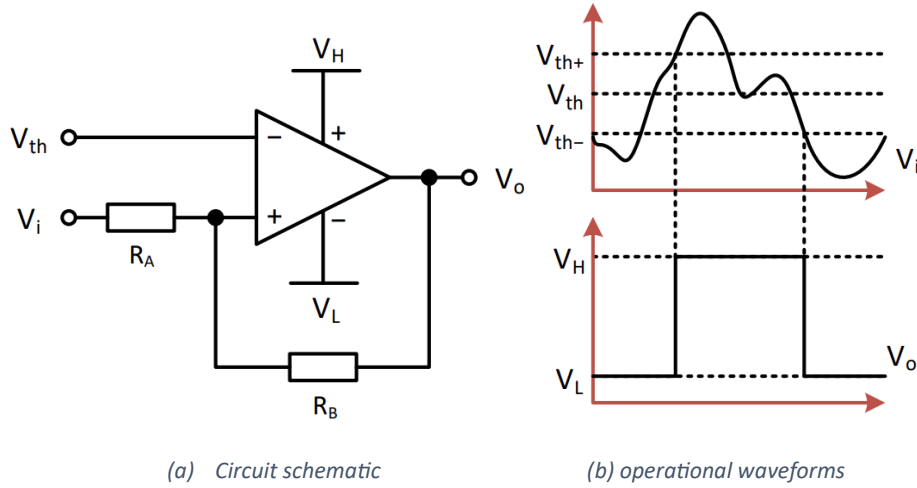 V_H
+
V_th
−
V_o
V_i
+
−
R_A
V_L
R_B
(a) Circuit schematic
V_th+
V_th
V_th−
V_i
V_H
V_L
V_o
(b) operational waveforms